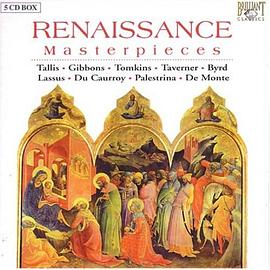 5 CD BOX
BRILLIANT
CLASSICS
RENAISSANCE
Masterpieces
Tallis • Gibbons • Tomkins • Taverner • Byrd
Lassus • Du Caurroy • Palestrina • De Monte